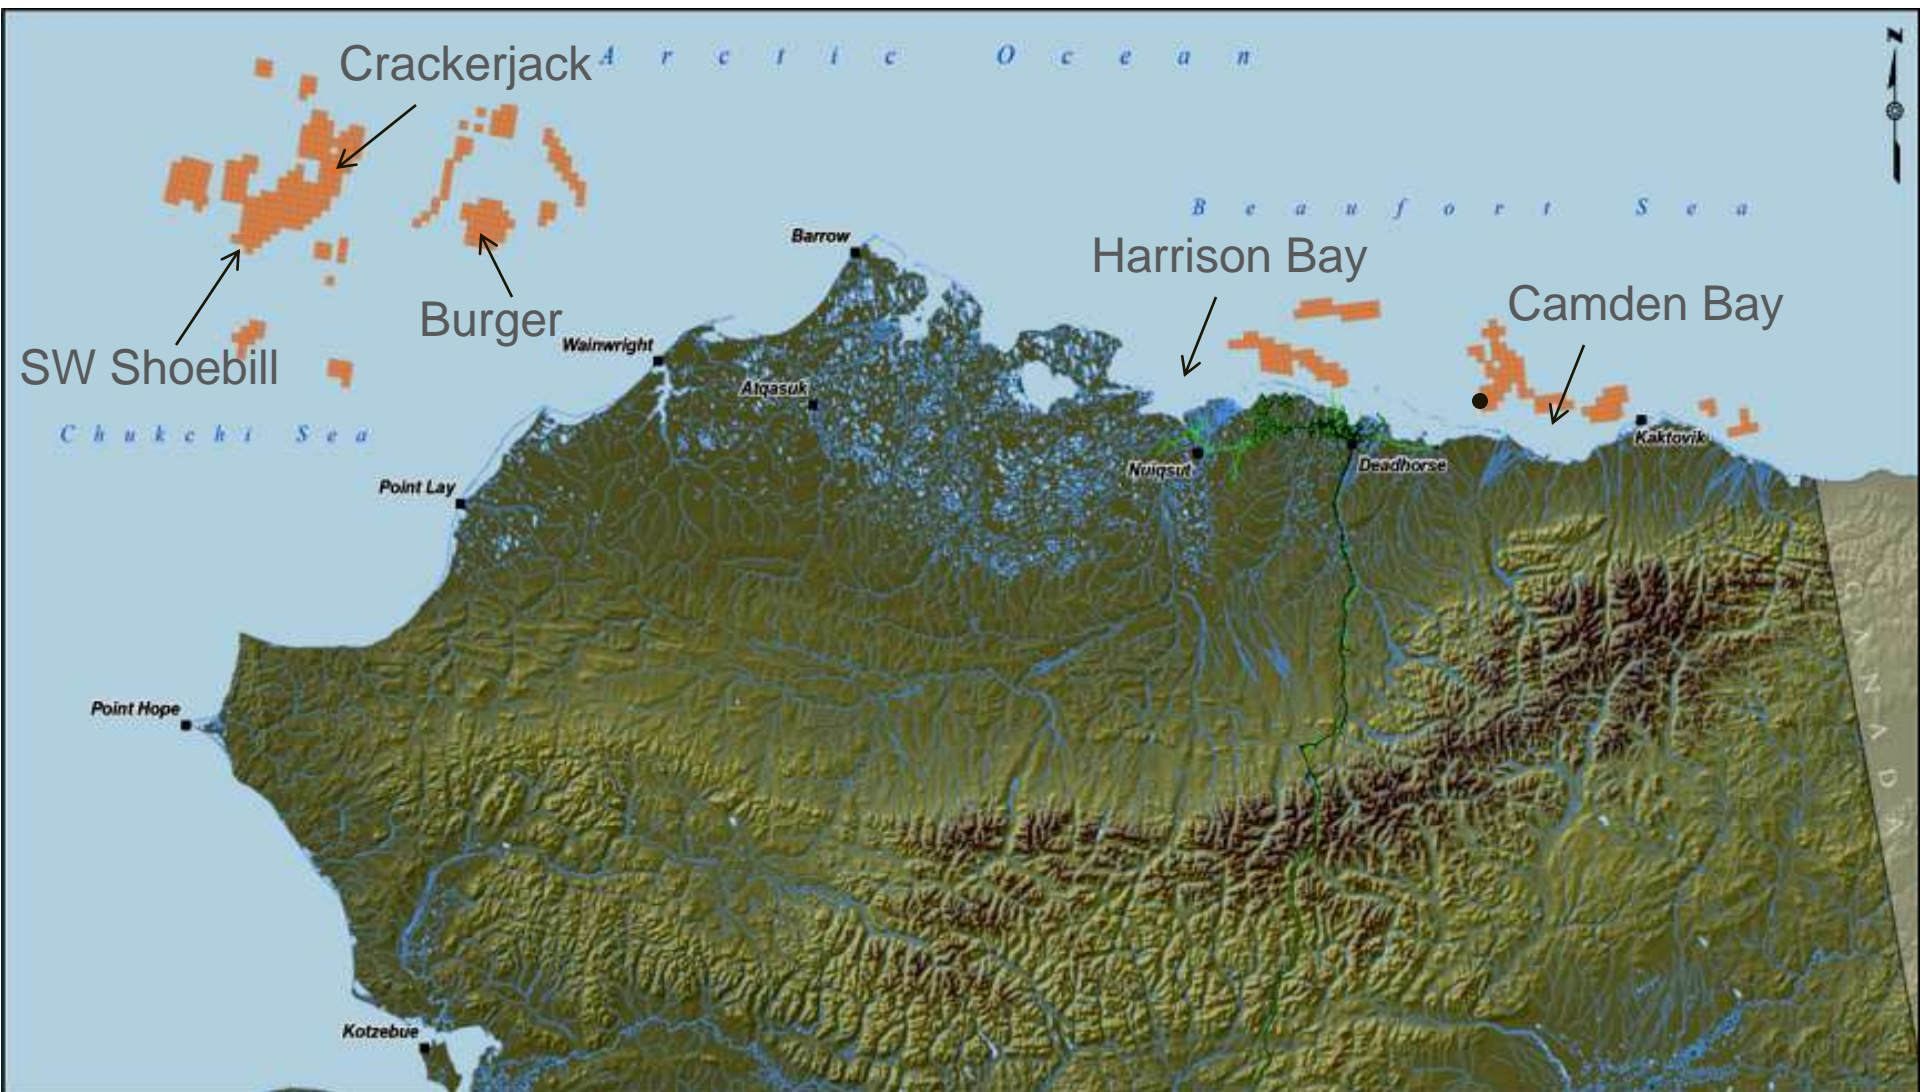 N
Crackerjack
Arctic Ocean
Beaufort Sea
Barrow
Harrison Bay
Camden Bay
Burger
Wainwright
SW Shoebill
Atqasuk
Chukchi Sea
Kaktovik
Nuiqsut
Deadhorse
Point Lay
CANADA
Point Hope
Kotzebue